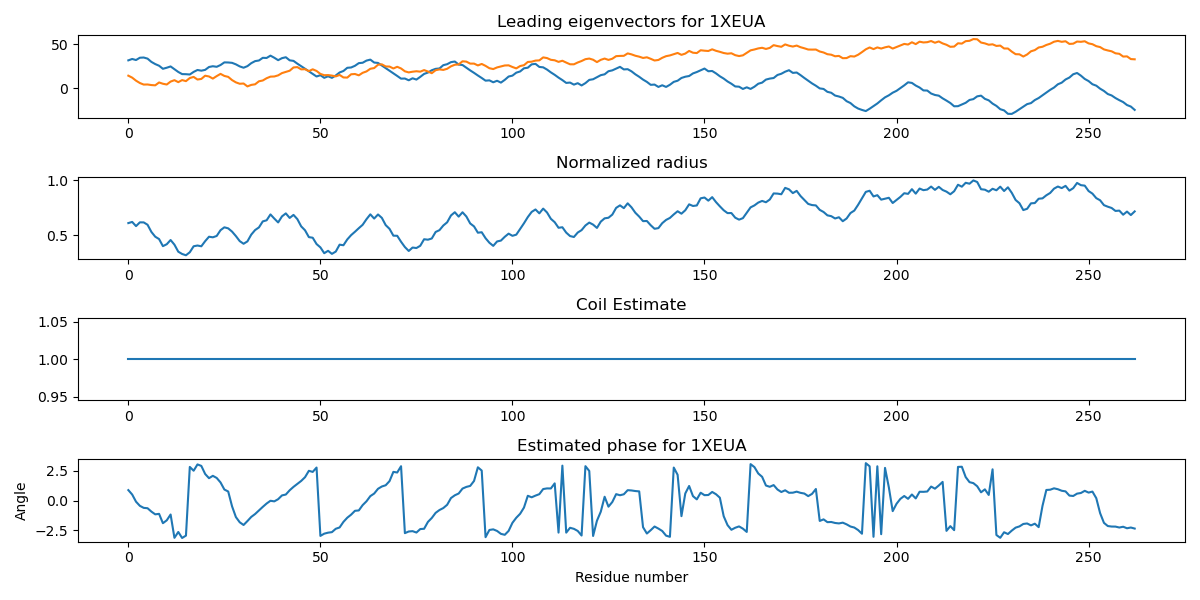 Leading eigenvectors for 1XEUA
50
0
0 50 100 150 200 250
Normalized radius
1.0
0.5
0 50 100 150 200 250
Coil Estimate
1.05
1.00
0.95
0 50 100 150 200 250
Estimated phase for 1XEUA
Angle
2.5
0.0
−2.5
0 50 100 150 200 250
Residue number